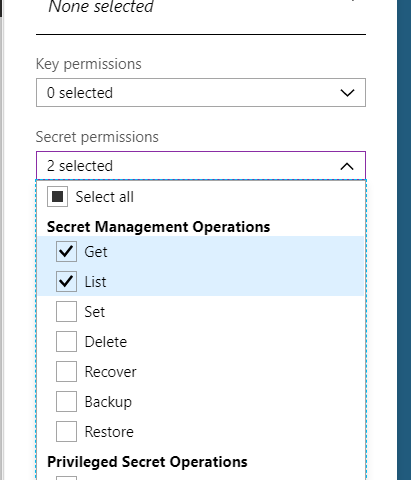 None selected
Key permissions
0 selected
Secret permissions
2 selected
Select all
Secret Management Operations
Get
List
Set
Delete
Recover
Backup
Restore
Privileged Secret Operations